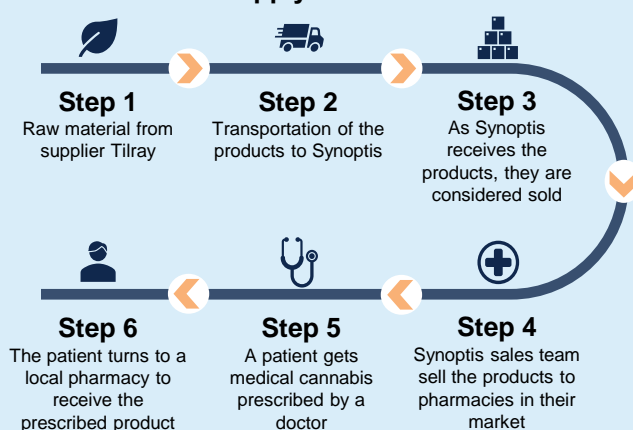 Step 1
Raw material from
supplier Tilray
Step 2
Transportation of the
products to Synoptis
Step 3
As Synoptis
receives the
products, they are
considered sold
Step 4
Synoptis sales team
sell the products to
pharmacies in their
market
Step 5
A patient gets
medical cannabis
prescribed by a
doctor
Step 6
The patient turns to a
local pharmacy to
receive the
prescribed product